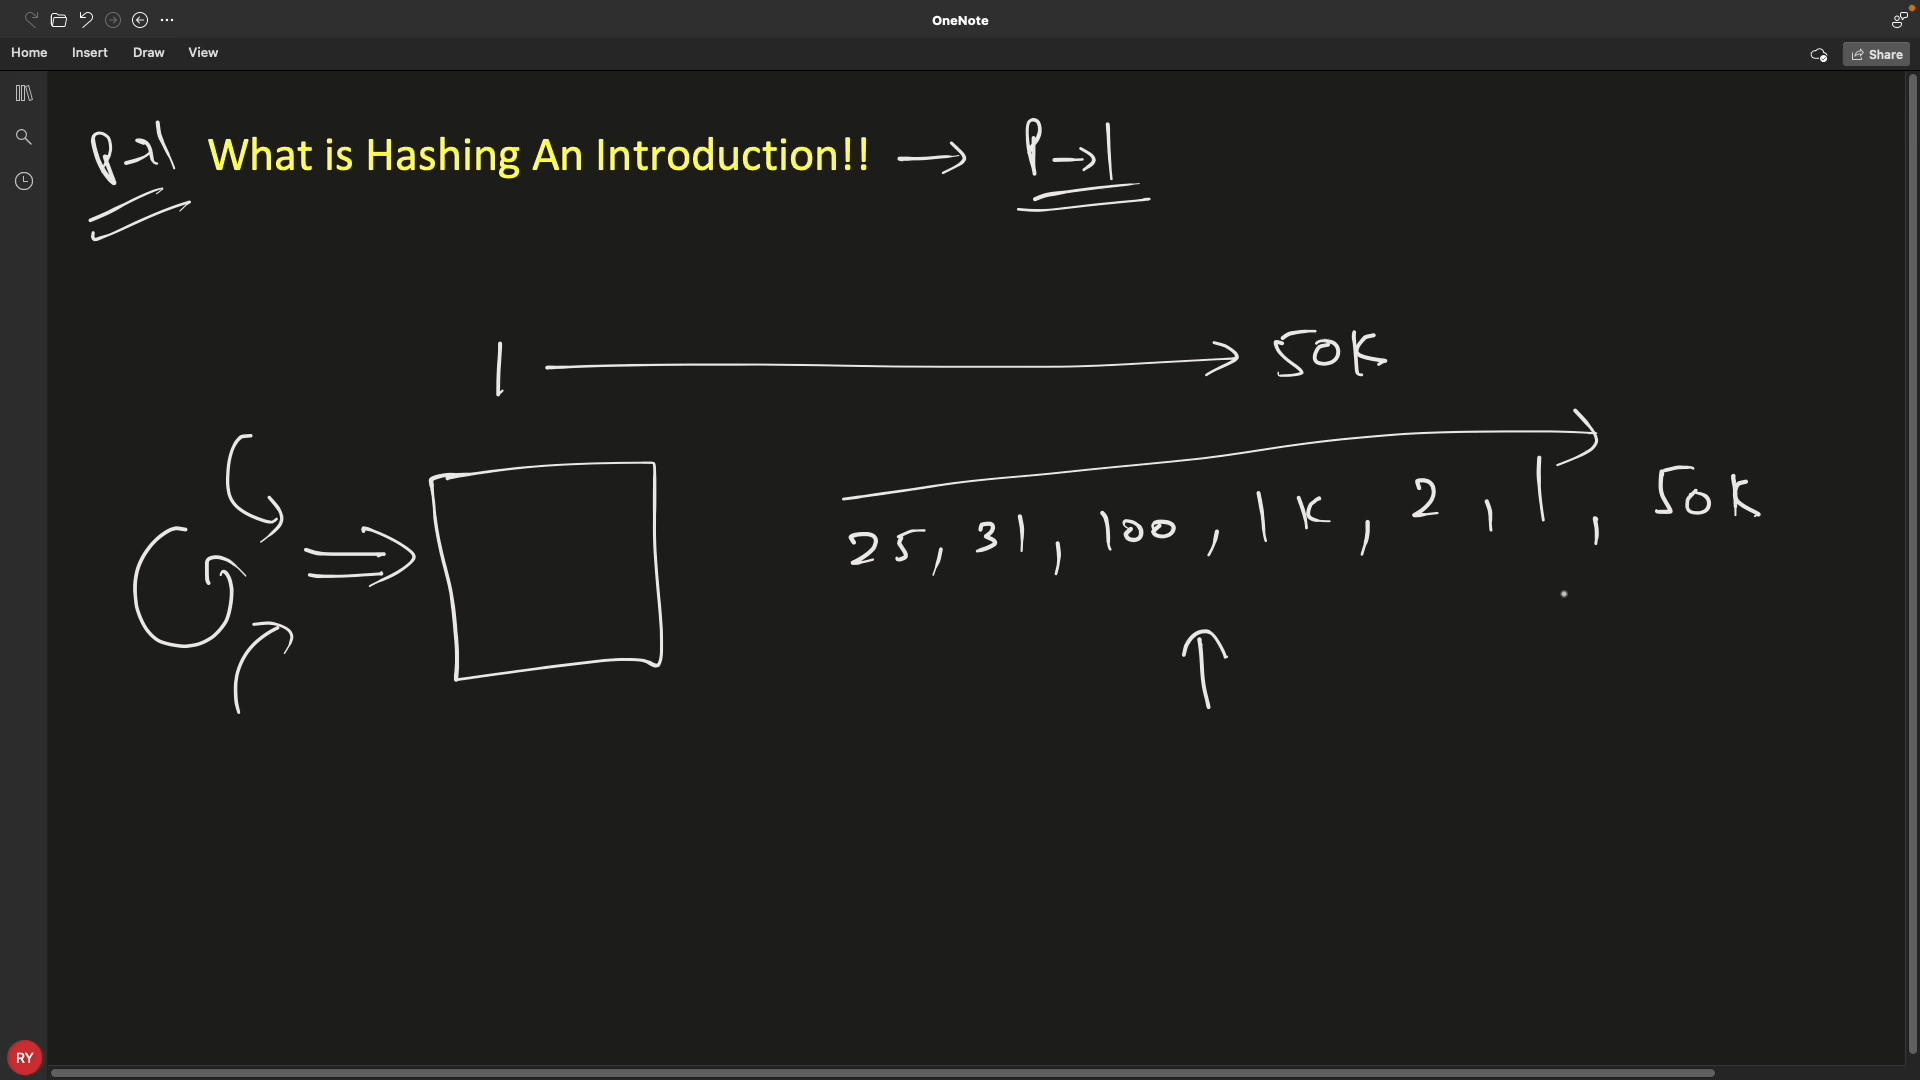 OneNote
Home Insert Draw View Share
P→1 What is Hashing An Introduction!! → P→1
1 → 50K
25, 31, 100, 1K, 2, 1, 50K
RY